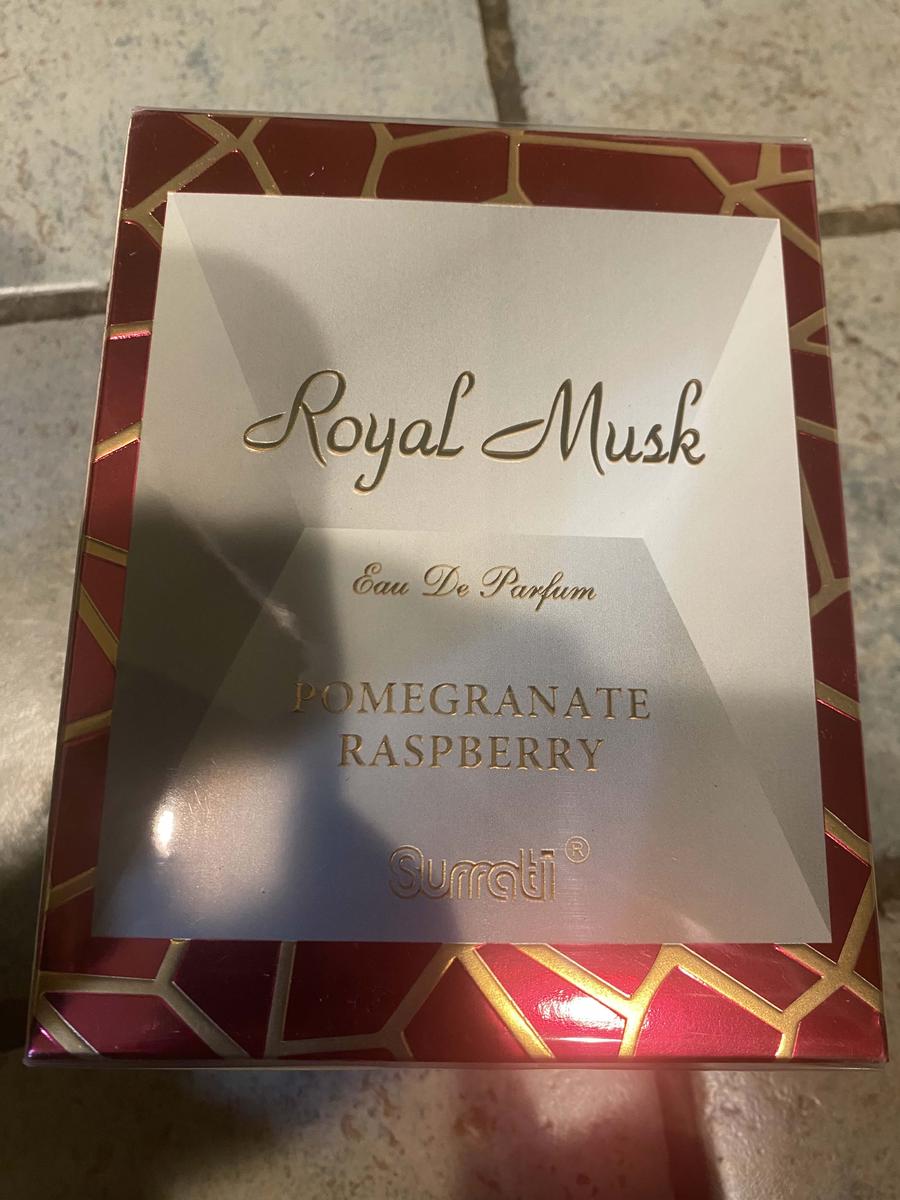 Royal Musk
Eau De Parfum
POMEGRANATE
RASPBERRY
Surrati®